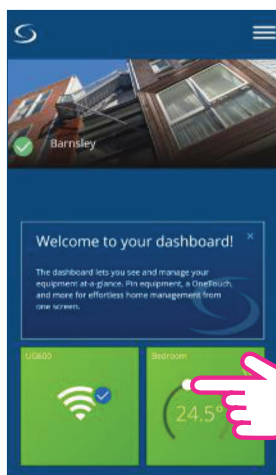 Barnsley
Welcome to your dashboard!
The dashboard lets you see and manage your
equipment at-a-glance. Pin equipment, a OneTouch,
and more for effortless home management from
one screen.
UG600
Bedroom
24.5°